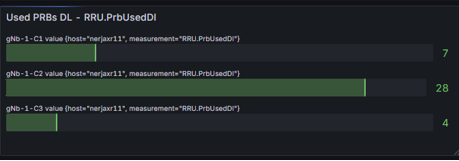 Used PRBs DL - RRU.PrbUsedDl
gNb-1-C1 value {host="nerjaxr11", measurement="RRU.PrbUsedDl"}
7
gNb-1-C2 value {host="nerjaxr11", measurement="RRU.PrbUsedDl"}
28
gNb-1-C3 value {host="nerjaxr11", measurement="RRU.PrbUsedDl"}
4